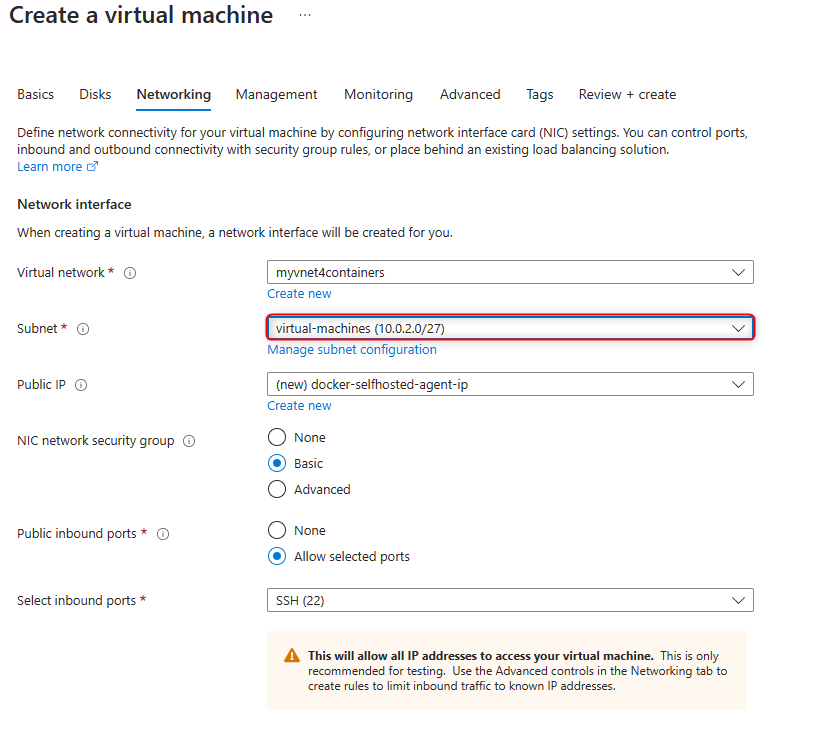 Create a virtual machine ...
Basics Disks Networking Management Monitoring Advanced Tags Review + create
Define network connectivity for your virtual machine by configuring network interface card (NIC) settings. You can control ports,
inbound and outbound connectivity with security group rules, or place behind an existing load balancing solution.
Learn more
Network interface
When creating a virtual machine, a network interface will be created for you.
Virtual network *
myvnet4containers
Create new
Subnet *
virtual-machines (10.0.2.0/27)
Manage subnet configuration
Public IP
(new) docker-selfhosted-agent-ip
Create new
NIC network security group
None
Basic
Advanced
Public inbound ports *
None
Allow selected ports
Select inbound ports *
SSH (22)
This will allow all IP addresses to access your virtual machine. This is only
recommended for testing. Use the Advanced controls in the Networking tab to
create rules to limit inbound traffic to known IP addresses.